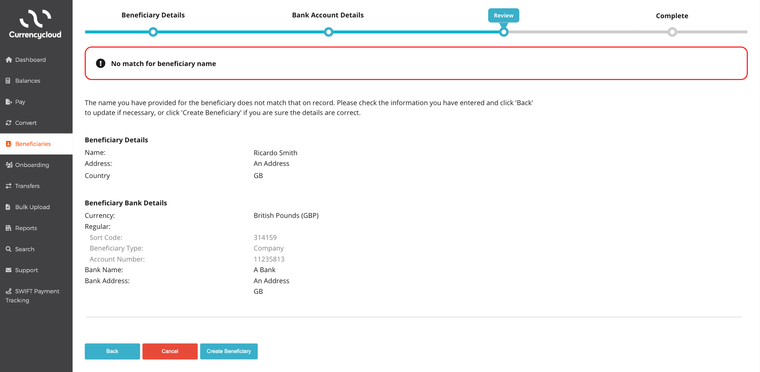 Currencycloud
Dashboard
Balances
Pay
Convert
Beneficiaries
Onboarding
Transfers
Bulk Upload
Reports
Search
Support
SWIFT Payment
Tracking
Beneficiary Details
Bank Account Details
Review
Complete
No match for beneficiary name
The name you have provided for the beneficiary does not match that on record. Please check the information you have entered and click 'Back'
to update if necessary, or click 'Create Beneficiary' if you are sure the details are correct.
Beneficiary Details
Name: Ricardo Smith
Address: An Address
Country GB
Beneficiary Bank Details
Currency: British Pounds (GBP)
Regular:
Sort Code: 314159
Beneficiary Type: Company
Account Number: 11235813
Bank Name: A Bank
Bank Address: An Address
GB
Back
Cancel
Create Beneficiary